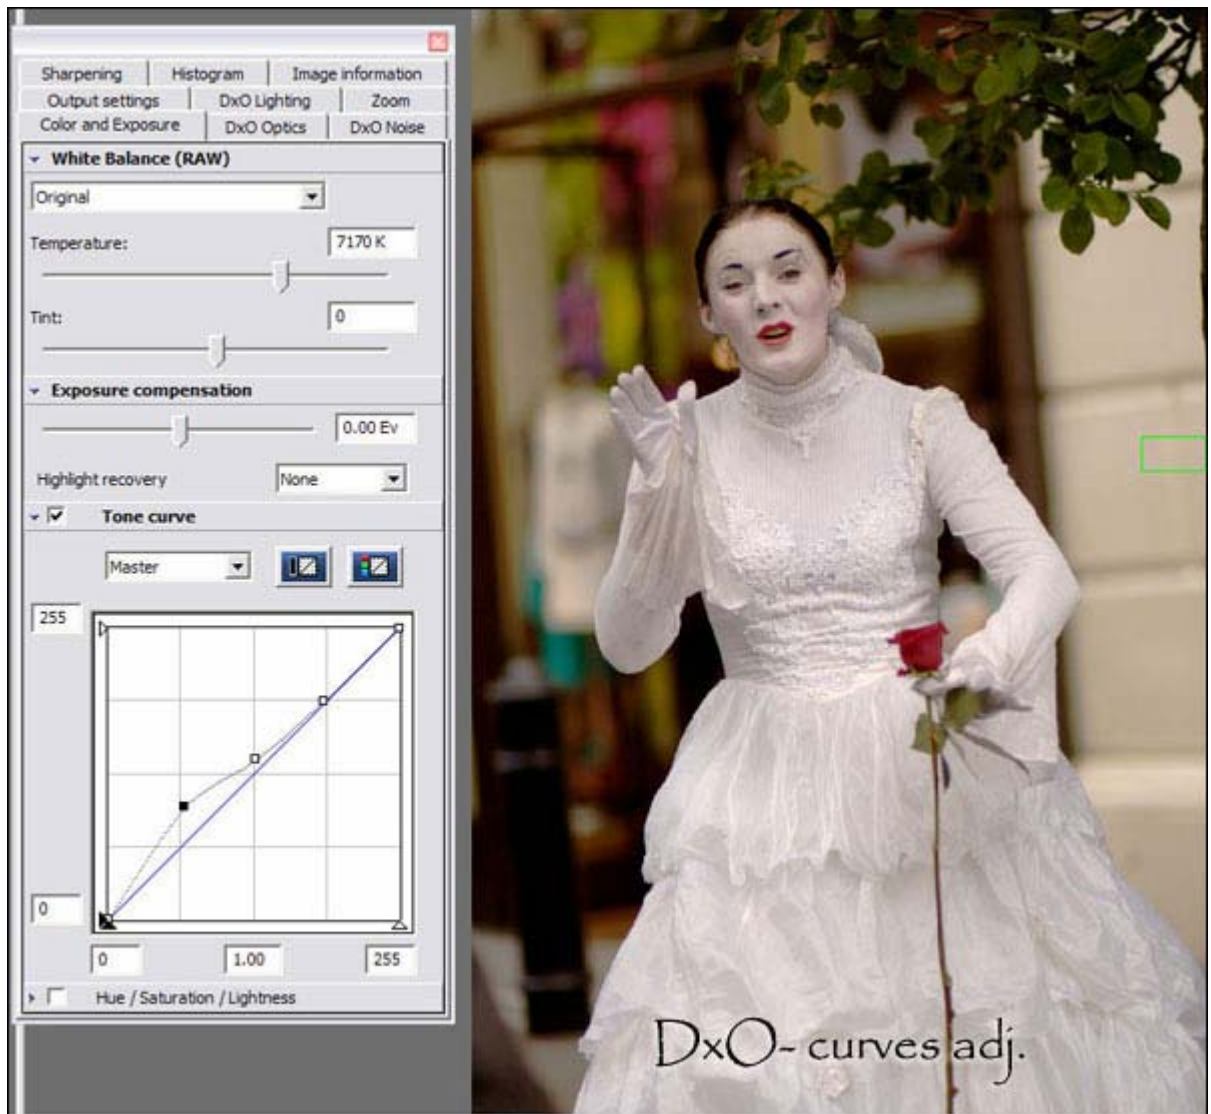 Sharpening Histogram Image information
Output settings DxO Lighting Zoom
Color and Exposure DxO Optics DxO Noise
White Balance (RAW)
Original
Temperature: 7170 K
Tint: 0
Exposure compensation
0.00 Ev
Highlight recovery None
Tone curve
Master
255
0
0 1.00 255
Hue / Saturation / Lightness
DxO- curves adj.